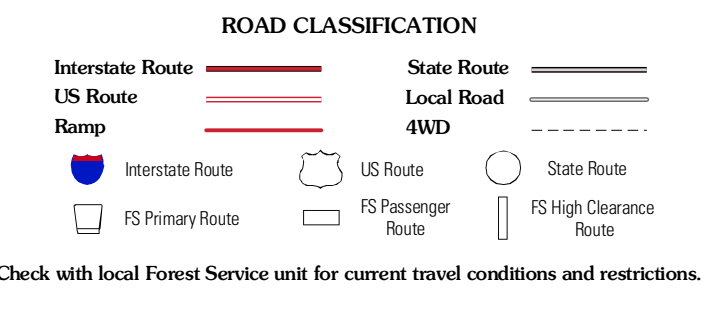 ROAD CLASSIFICATION
Interstate Route State Route
US Route Local Road
Ramp 4WD
Interstate Route US Route State Route
FS Primary Route FS Passenger Route FS High Clearance Route
Check with local Forest Service unit for current travel conditions and restrictions.